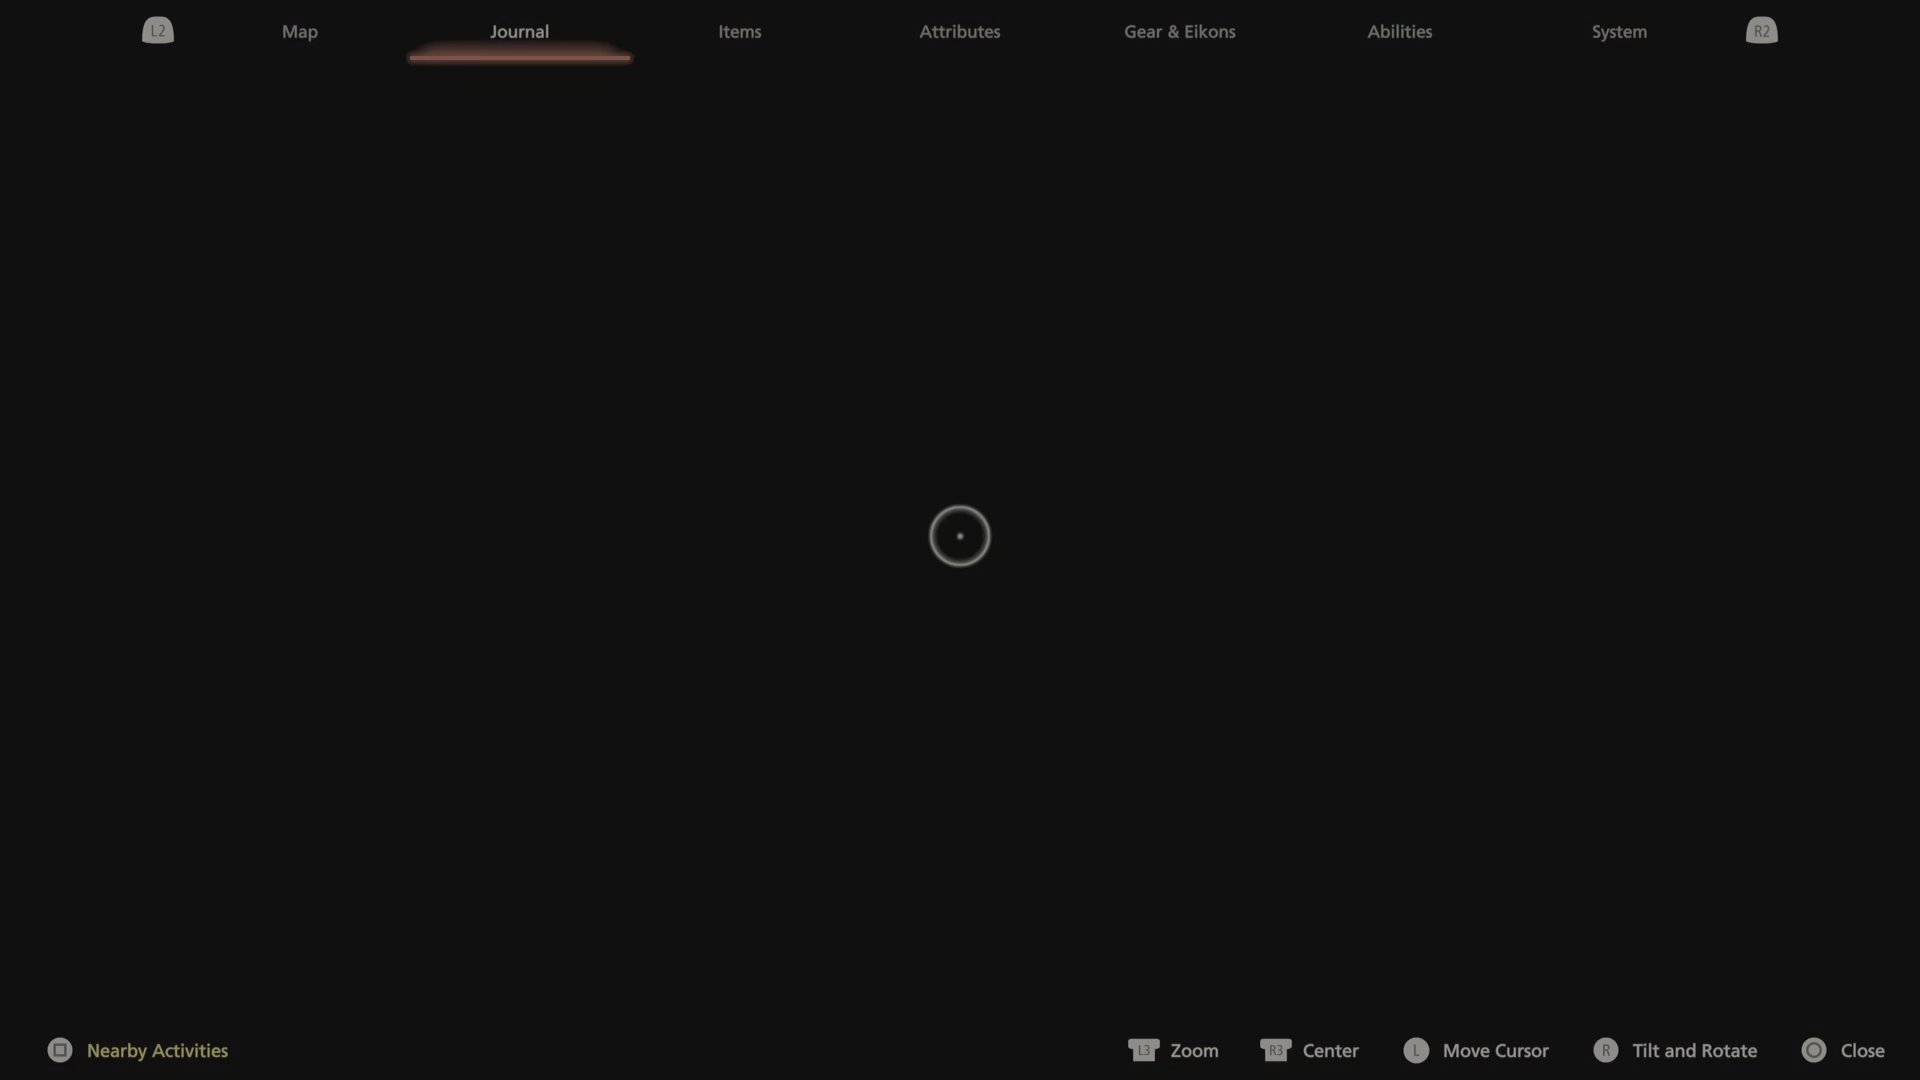 L2 Map Journal Items Attributes Gear & Eikons Abilities System R2
Nearby Activities L3 Zoom R3 Center L Move Cursor R Tilt and Rotate Close